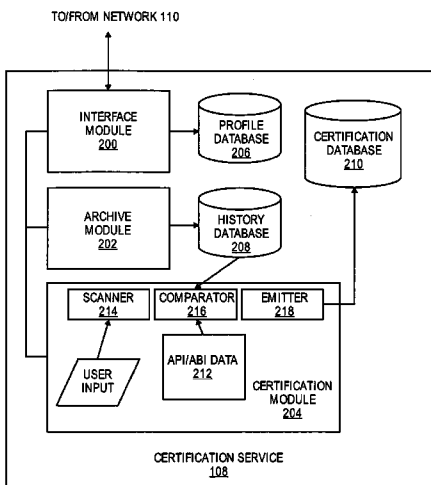 TO/FROM NETWORK 110
INTERFACE
MODULE
200
PROFILE
DATABASE
206
CERTIFICATION
DATABASE
210
ARCHIVE
MODULE
202
HISTORY
DATABASE
208
SCANNER
214
COMPARATOR
216
EMITTER
218
USER
INPUT
API/ABI DATA
212
CERTIFICATION
MODULE
204
CERTIFICATION SERVICE
108